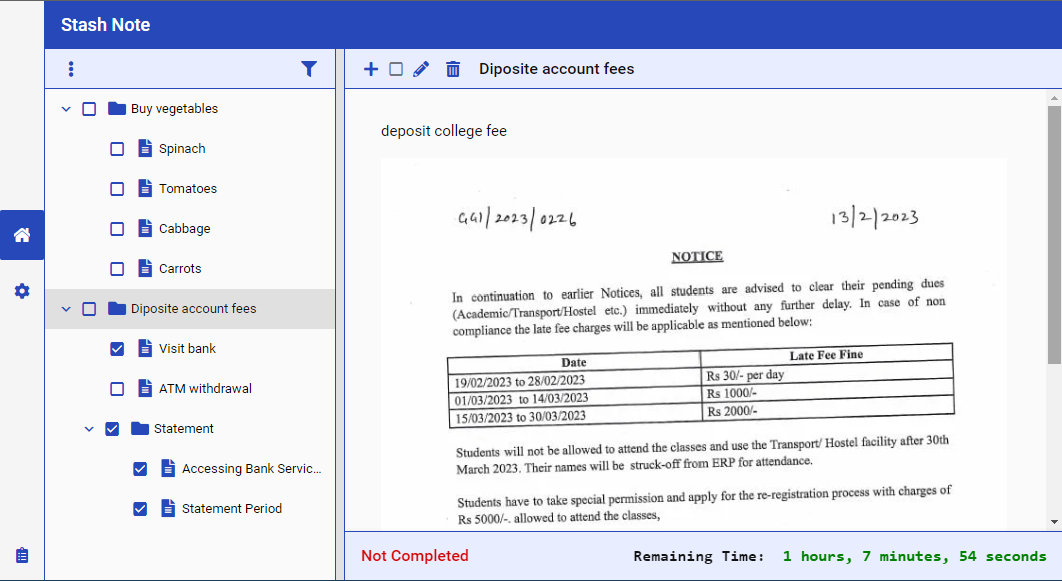 Stash Note
Diposite account fees
Buy vegetables
Spinach
Tomatoes
Cabbage
Carrots
Diposite account fees
Visit bank
ATM withdrawal
Statement
Accessing Bank Servic...
Statement Period
deposit college fee
GGI/2023/0226 13/2/2023
NOTICE
In continuation to earlier Notices, all students are advised to clear their pending dues
(Academic/Transport/Hostel etc.) immediately without any further delay. In case of non
compliance the late fee charges will be applicable as mentioned below:
Date Late Fee Fine
19/02/2023 to 28/02/2023 Rs 30/- per day
01/03/2023 to 14/03/2023 Rs 1000/-
15/03/2023 to 30/03/2023 Rs 2000/-
Students will not be allowed to attend the classes and use the Transport/ Hostel facility after 30th
March 2023. Their names will be struck-off from ERP for attendance.
Students have to take special permission and apply for the re-registration process with charges of
Rs 5000/-. allowed to attend the classes,
Not Completed
Remaining Time: 1 hours, 7 minutes, 54 seconds